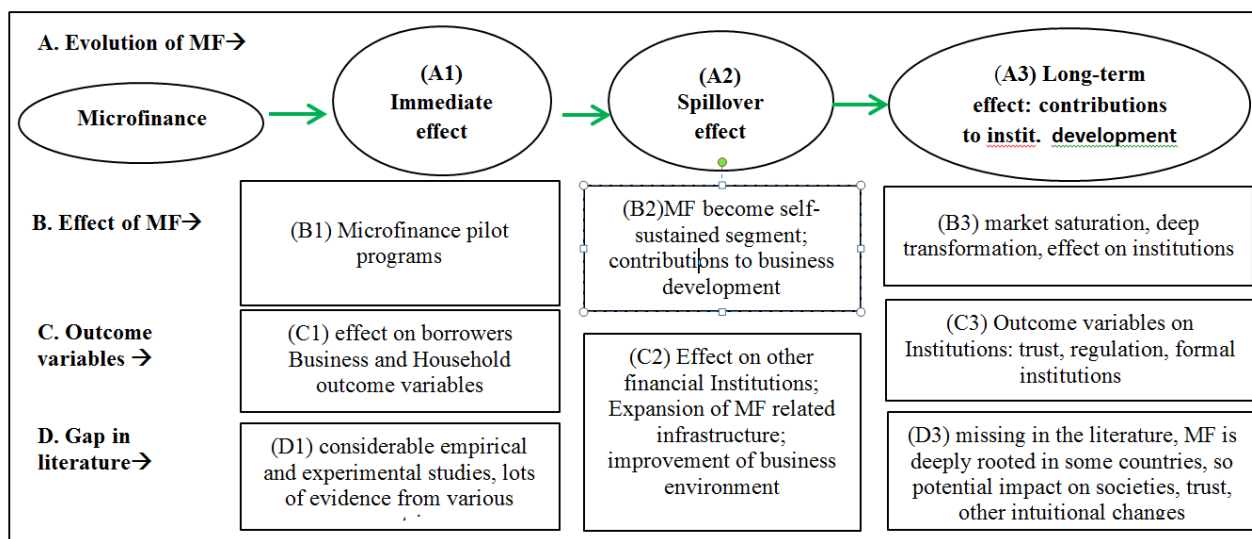 A. Evolution of MF→
Microfinance
(A1)
Immediate
effect
(A2)
Spillover
effect
(A3) Long-term
effect: contributions
to instit. development
B. Effect of MF→
(B1) Microfinance pilot
programs
(B2)MF become self-
sustained segment;
contributions to business
development
(B3) market saturation, deep
transformation, effect on institutions
C. Outcome
variables →
(C1) effect on borrowers
Business and Household
outcome variables
(C2) Effect on other
financial Institutions;
Expansion of MF related
infrastructure;
improvement of business
environment
(C3) Outcome variables on
Institutions: trust, regulation, formal
institutions
D. Gap in
literature→
(D1) considerable empirical
and experimental studies, lots
of evidence from various
(D3) missing in the literature, MF is
deeply rooted in some countries, so
potential impact on societies, trust,
other intuitional changes